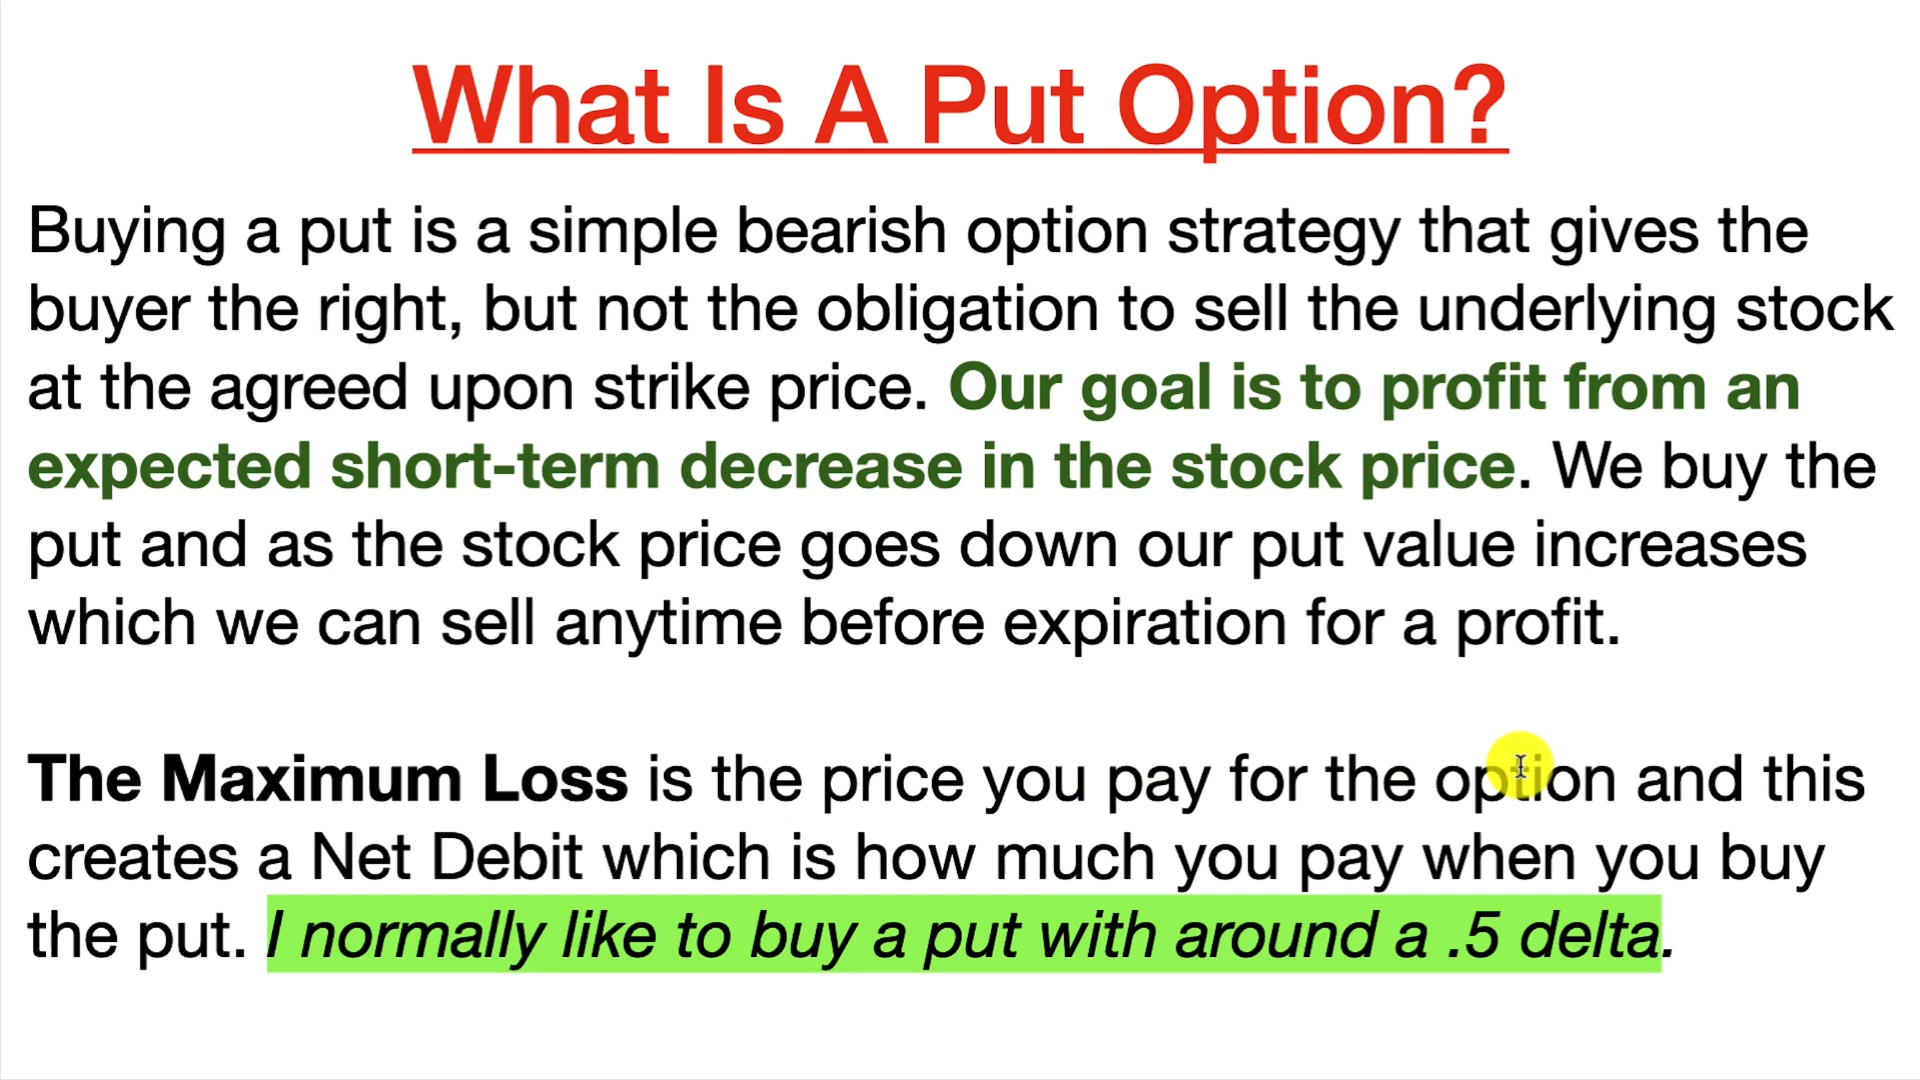 What Is A Put Option?
Buying a put is a simple bearish option strategy that gives the
buyer the right, but not the obligation to sell the underlying stock
at the agreed upon strike price. Our goal is to profit from an
expected short-term decrease in the stock price. We buy the
put and as the stock price goes down our put value increases
which we can sell anytime before expiration for a profit.
The Maximum Loss is the price you pay for the option and this
creates a Net Debit which is how much you pay when you buy
the put. I normally like to buy a put with around a .5 delta.